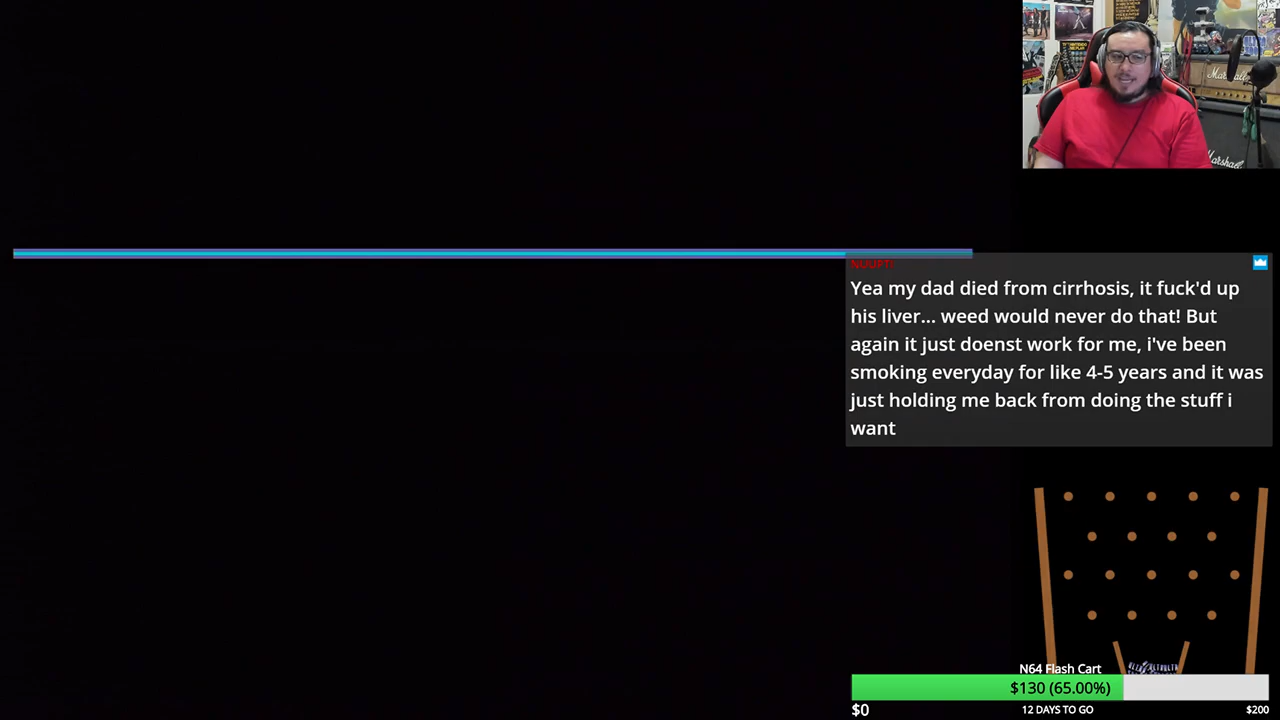 Marshall
Marshall
NUUPTI
Yea my dad died from cirrhosis, it fuck'd up
his liver... weed would never do that! But
again it just doenst work for me, i've been
smoking everyday for like 4-5 years and it was
just holding me back from doing the stuff i
want
N64 Flash Cart
$130 (65.00%)
$0
12 DAYS TO GO
$200